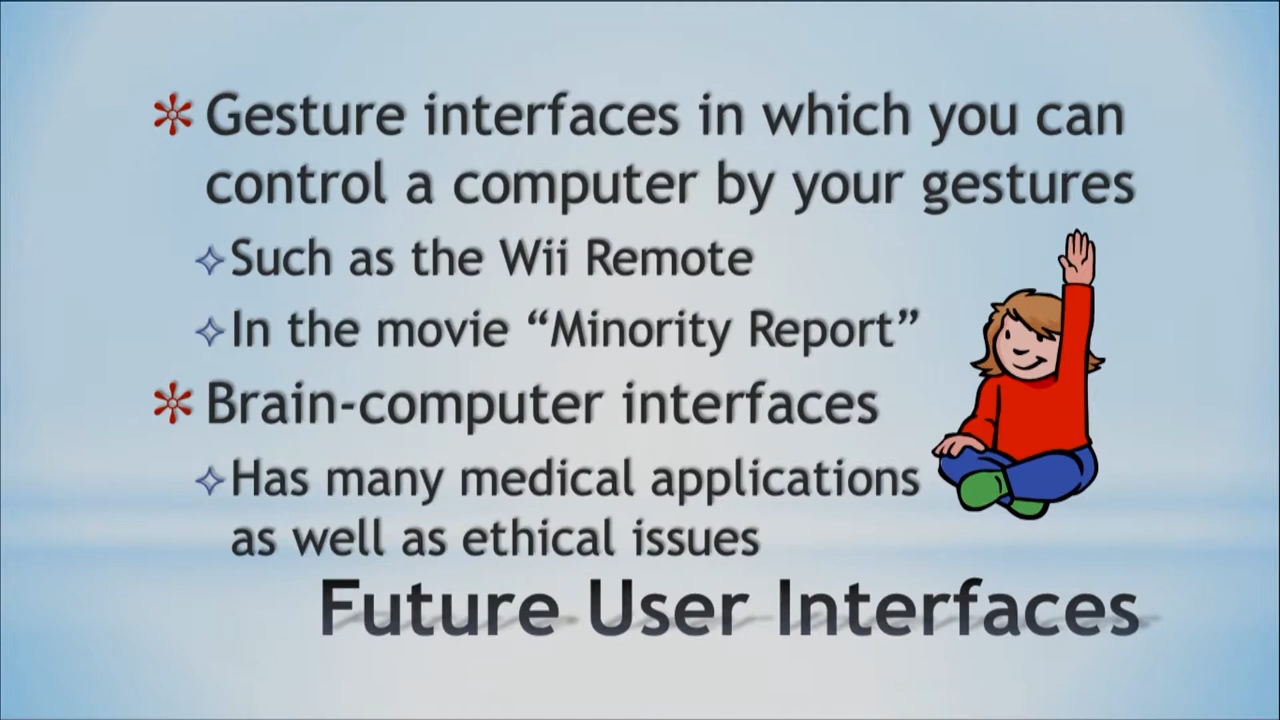 Gesture interfaces in which you can
control a computer by your gestures
Such as the Wii Remote
In the movie “Minority Report”
Brain-computer interfaces
Has many medical applications
as well as ethical issues
Future User Interfaces